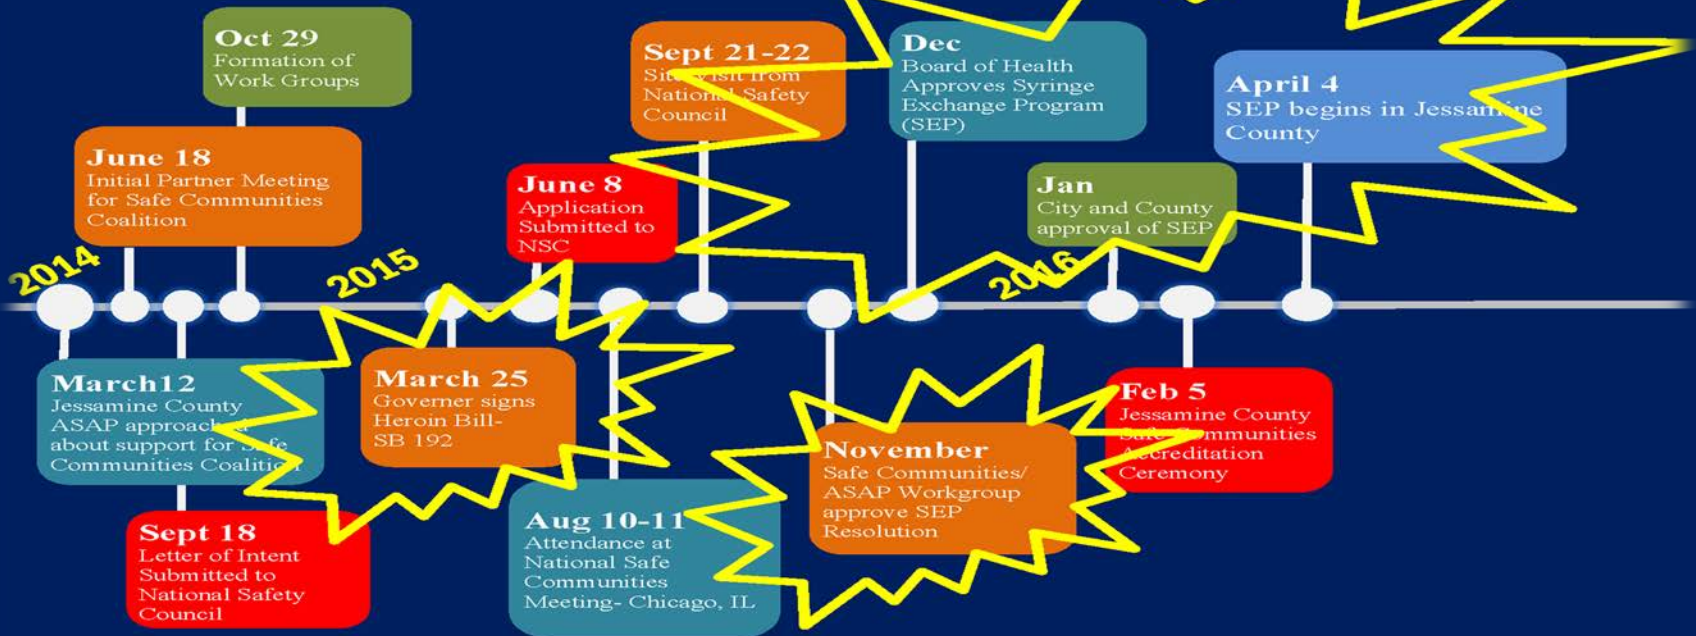 Oct 29
Formation of
Work Groups
Sept 21-22
Site Visit from
National Safety
Council
Dec
Board of Health
Approves Syringe
Exchange Program
(SEP)
April 4
SEP begins in Jessamine
County
June 18
Initial Partner Meeting
for Safe Communities
Coalition
June 8
Application
Submitted to
NSC
Jan
City and County
approval of SEP
2014
2015
2016
March12
Jessamine County
ASAP approached
about support for Safe
Communities Coalition
March 25
Governer signs
Heroin Bill-
SB 192
Feb 5
Jessamine County
Safe Communities
Accreditation
Ceremony
November
Safe Communities/
ASAP Workgroup
approve SEP
Resolution
Sept 18
Letter of Intent
Submitted to
National Safety
Council
Aug 10-11
Attendance at
National Safe
Communities
Meeting- Chicago, IL